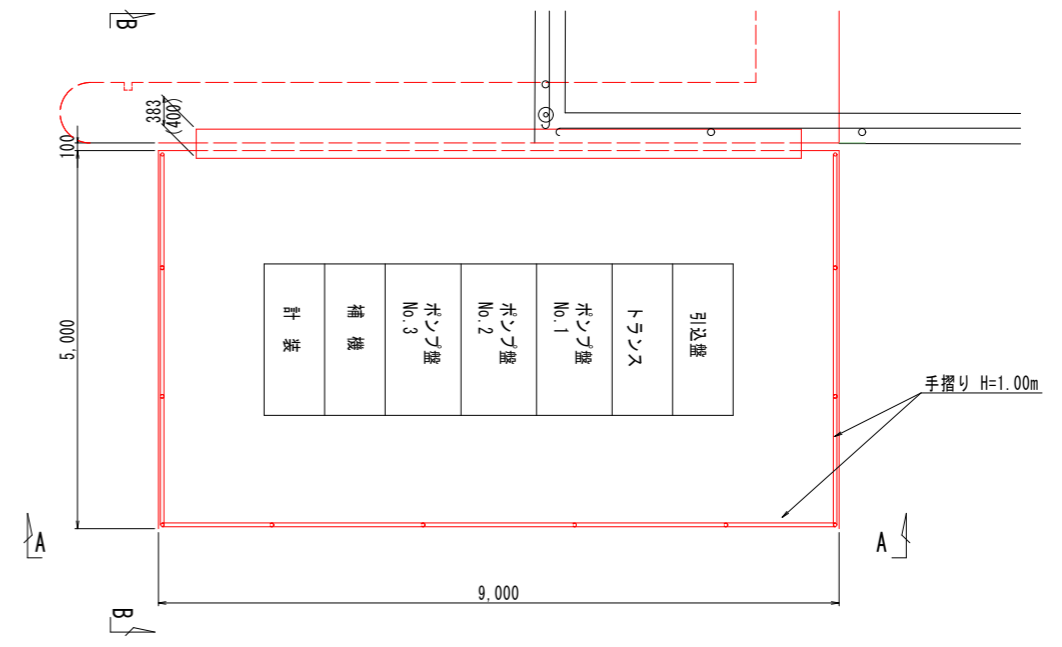 B
383
(400)
100
5,000
計 装
補 機
ポンプ盤
No.3
ポンプ盤
No.2
ポンプ盤
No.1
トランス
引込盤
手摺り H=1.00m
A
A
9,000
B